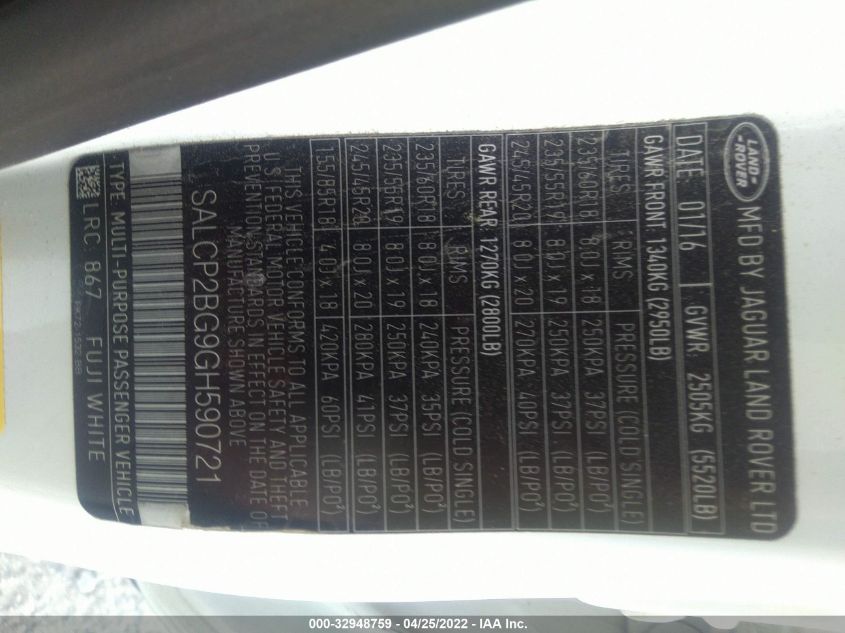 LAND-
ROVER
MFD BY JAGUAR LAND ROVER LTD
DATE 01/16 GVWR: 2505KG (5520LB)
GAWR FRONT: 1340KG (2950LB)
TIRES RIMS PRESSURE (COLD SINGLE)
235/60R18 8.0J x 18 250KPA 37PSI (LB/PO²)
235/55R19 8.0J x 19 250KPA 37PSI (LB/PO²)
245/45R20 8.0J x 20 270KPA 40PSI (LB/PO²)
GAWR REAR: 1270KG (2800LB)
TIRES RIMS PRESSURE (COLD SINGLE)
235/60R18 8.0J x 18 240KPA 35PSI (LB/PO²)
235/55R19 8.0J x 19 250KPA 37PSI (LB/PO²)
245/45R20 8.0J x 20 280KPA 41PSI (LB/PO²)
155/85R18 4.0J x 18 420KPA 60PSI (LB/PO²)
THIS VEHICLE CONFORMS TO ALL APPLICABLE
U.S FEDERAL MOTOR VEHICLE SAFETY AND THEFT
PREVENTION STANDARDS IN EFFECT ON THE DATE OF
MANUFACTURE SHOWN ABOVE
SALCP2BG9GH590721
TYPE: MULTI-PURPOSE PASSENGER VEHICLE
LRC 867 FUJI WHITE
000-32948759 - 04/25/2022 - IAA Inc.